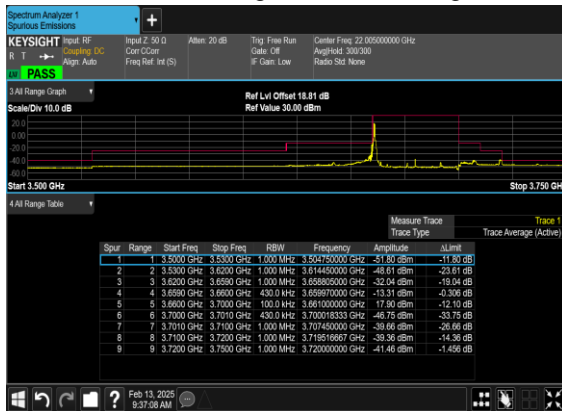 Spectrum Analyzer 1
Spurious Emissions
KEYSIGHT Input: RF Input Z: 50 Ω Atten: 20 dB Trig: Free Run Center Freq: 22.005000000 GHz
R T Coupling: DC Corr CCorr Gate: Off Avg|Hold: 300/300
Align: Auto Freq Ref: Int (S) IF Gain: Low Radio Std: None
PASS
3 All Range Graph Ref Lvl Offset 18.81 dB
Scale/Div 10.0 dB Ref Value 30.00 dBm
20.0
0.00
-20.0
-40.0
-60.0
Start 3.500 GHz Stop 3.750 GH
4 All Range Table
Measure Trace Trace 1
Trace Type Trace Average (Active)
Spur Range Start Freq Stop Freq RBW Frequency Amplitude ΔLimit
1 1 3.5000 GHz 3.5300 GHz 1.000 MHz 3.504750000 GHz -51.80 dBm -11.80 dB
2 2 3.5300 GHz 3.6200 GHz 1.000 MHz 3.614450000 GHz -48.61 dBm -23.61 dB
3 3 3.6200 GHz 3.6590 GHz 1.000 MHz 3.658805000 GHz -32.04 dBm -19.04 dB
4 4 3.6590 GHz 3.6600 GHz 430.0 kHz 3.659970000 GHz -13.31 dBm -0.306 dB
5 5 3.6600 GHz 3.7000 GHz 100.0 kHz 3.661000000 GHz 17.90 dBm -12.10 dB
6 6 3.7000 GHz 3.7010 GHz 430.0 kHz 3.700018333 GHz -46.75 dBm -33.75 dB
7 7 3.7010 GHz 3.7100 GHz 1.000 MHz 3.707450000 GHz -39.66 dBm -26.66 dB
8 8 3.7100 GHz 3.7200 GHz 1.000 MHz 3.719516667 GHz -39.36 dBm -14.36 dB
9 9 3.7200 GHz 3.7500 GHz 1.000 MHz 3.720000000 GHz -41.46 dBm -1.456 dB
Feb 13, 2025
9:37:08 AM